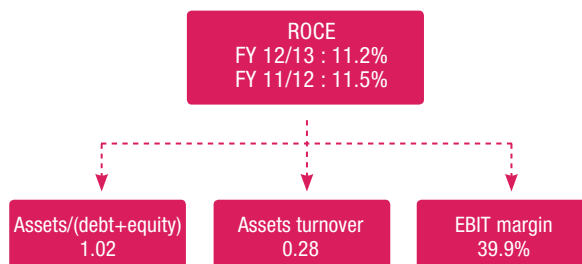 ROCE
FY 12/13 : 11.2%
FY 11/12 : 11.5%
Assets/(debt+equity)
1.02
Assets turnover
0.28
EBIT margin
39.9%